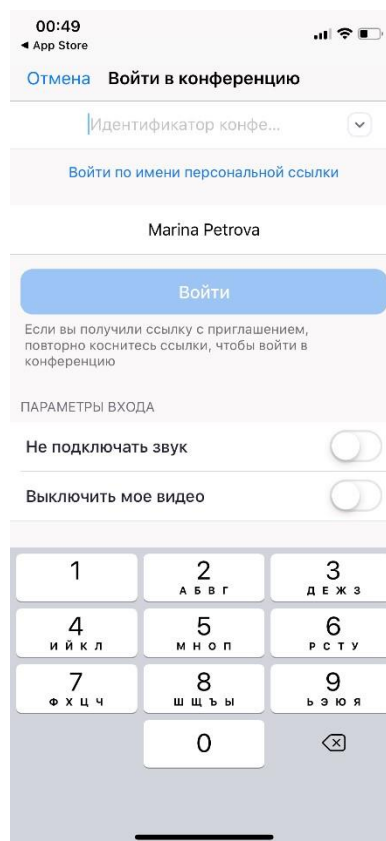 00:49
◀ App Store
Отмена Войти в конференцию
Идентификатор конфе...
Войти по имени персональной ссылки
Marina Petrova
Войти
Если вы получили ссылку с приглашением,
повторно коснитесь ссылки, чтобы войти в
конференцию
ПАРАМЕТРЫ ВХОДА
Не подключать звук
Выключить мое видео
1 2 3
А Б В Г Д Е Ж З
4 5 6
И Й К Л М Н О П Р С Т У
7 8 9
Ф Х Ц Ч Ш Щ Ъ Ы Ь Э Ю Я
0